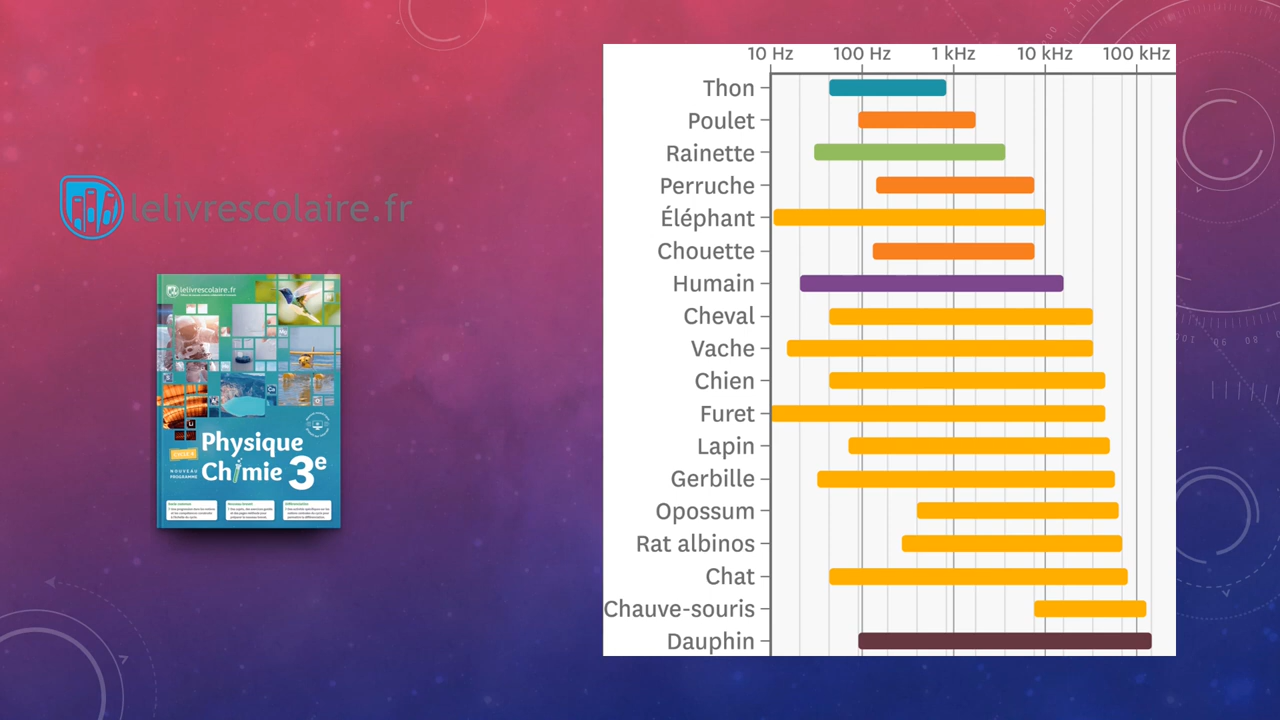 lelivrescolaire.fr
lelivrescolaire.fr
Physique
Chimie 3e
NOUVEAU
PROGRAMME
10 Hz 100 Hz 1 kHz 10 kHz 100 kHz
Thon
Poulet
Rainette
Perruche
Éléphant
Chouette
Humain
Cheval
Vache
Chien
Furet
Lapin
Gerbille
Opossum
Rat albinos
Chat
Chauve-souris
Dauphin